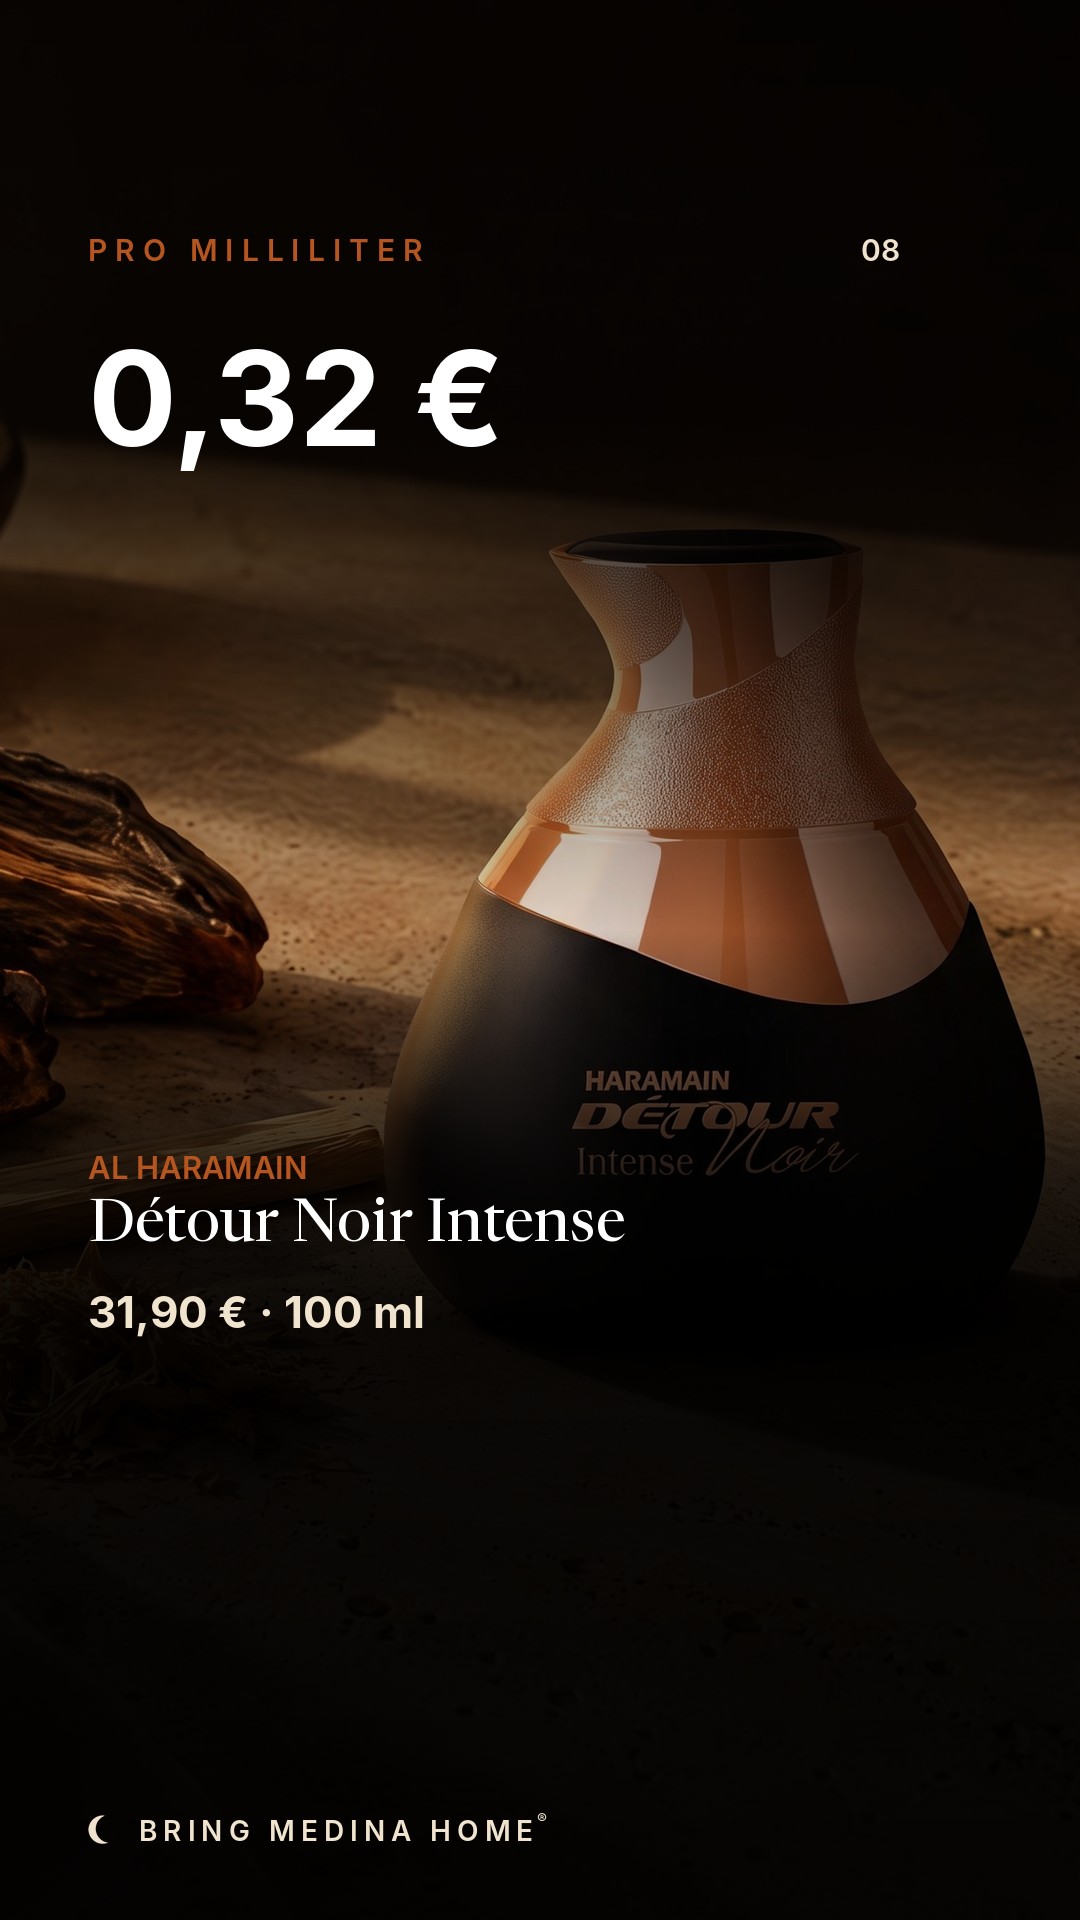 PRO MILLILITER
08
0,32 €
HARAMAIN
DÉTOUR
Intense Noir
AL HARAMAIN
Détour Noir Intense
31,90 € · 100 ml
BRING MEDINA HOME®